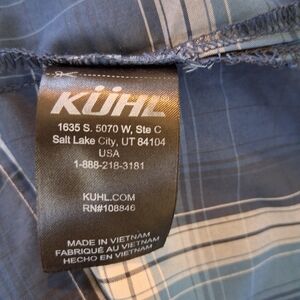 KÜHL
1635 S. 5070 W, Ste C
Salt Lake City, UT 84104
USA
1-888-218-3181
KUHL.COM
RN#108846
MADE IN VIETNAM
FABRIQUÉ AU VIETNAM
HECHO EN VIETNAM